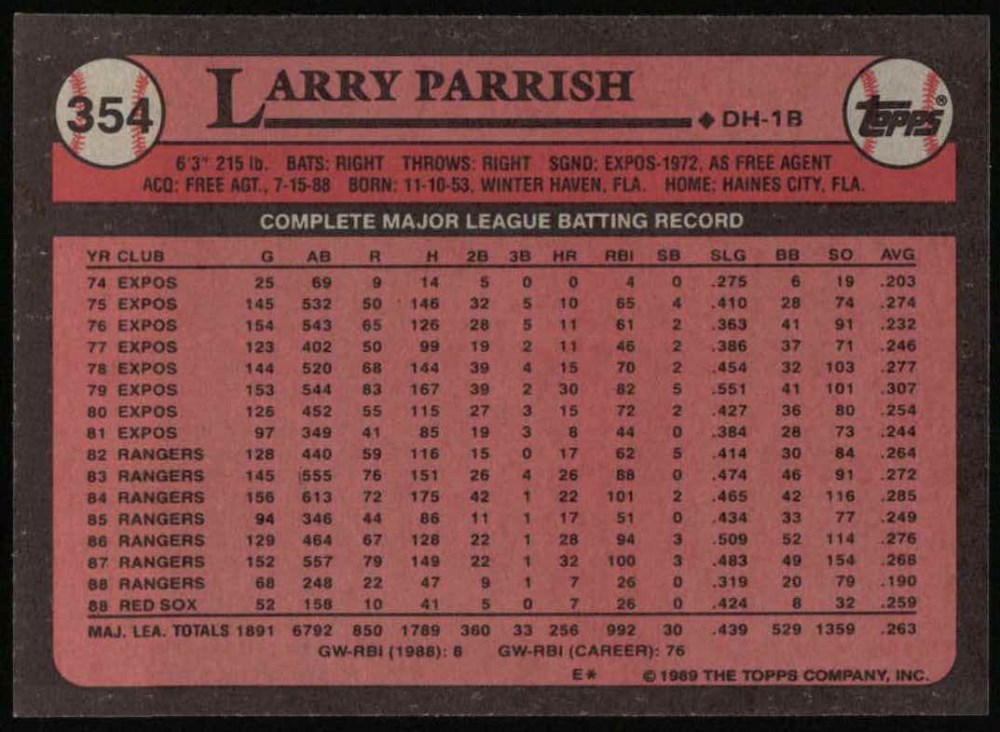 354 LARRY PARRISH ◆ DH-1B TOPPS®
6'3" 215 lb. BATS: RIGHT THROWS: RIGHT SGND: EXPOS-1972, AS FREE AGENT
ACQ: FREE AGT., 7-15-88 BORN: 11-10-53, WINTER HAVEN, FLA. HOME: HAINES CITY, FLA.
COMPLETE MAJOR LEAGUE BATTING RECORD
YR CLUB G AB R H 2B 3B HR RBI SB SLG BB SO AVG
74 EXPOS 25 69 9 14 5 0 0 4 0 .275 6 19 .203
75 EXPOS 145 532 50 146 32 5 10 65 4 .410 28 74 .274
76 EXPOS 154 543 65 126 28 5 11 61 2 .363 41 91 .232
77 EXPOS 123 402 50 99 19 2 11 46 2 .386 37 71 .246
78 EXPOS 144 520 68 144 39 4 15 70 2 .454 32 103 .277
79 EXPOS 153 544 83 167 39 2 30 82 5 .551 41 101 .307
80 EXPOS 126 452 55 115 27 3 15 72 2 .427 36 80 .254
81 EXPOS 97 349 41 85 19 3 8 44 0 .384 28 73 .244
82 RANGERS 128 440 59 116 15 0 17 62 5 .414 30 84 .264
83 RANGERS 145 555 76 151 26 4 26 88 0 .474 46 91 .272
84 RANGERS 156 613 72 175 42 1 22 101 2 .465 42 116 .285
85 RANGERS 94 346 44 86 11 1 17 51 0 .434 33 77 .249
86 RANGERS 129 464 67 128 22 1 28 94 3 .509 52 114 .276
87 RANGERS 152 557 79 149 22 1 32 100 3 .483 49 154 .268
88 RANGERS 68 248 22 47 9 1 7 26 0 .319 20 79 .190
88 RED SOX 52 158 10 41 5 0 7 26 0 .424 8 32 .259
MAJ. LEA. TOTALS 1891 6792 850 1789 360 33 256 992 30 .439 529 1359 .263
GW-RBI (1988): 8 GW-RBI (CAREER): 76
E* © 1989 THE TOPPS COMPANY, INC.